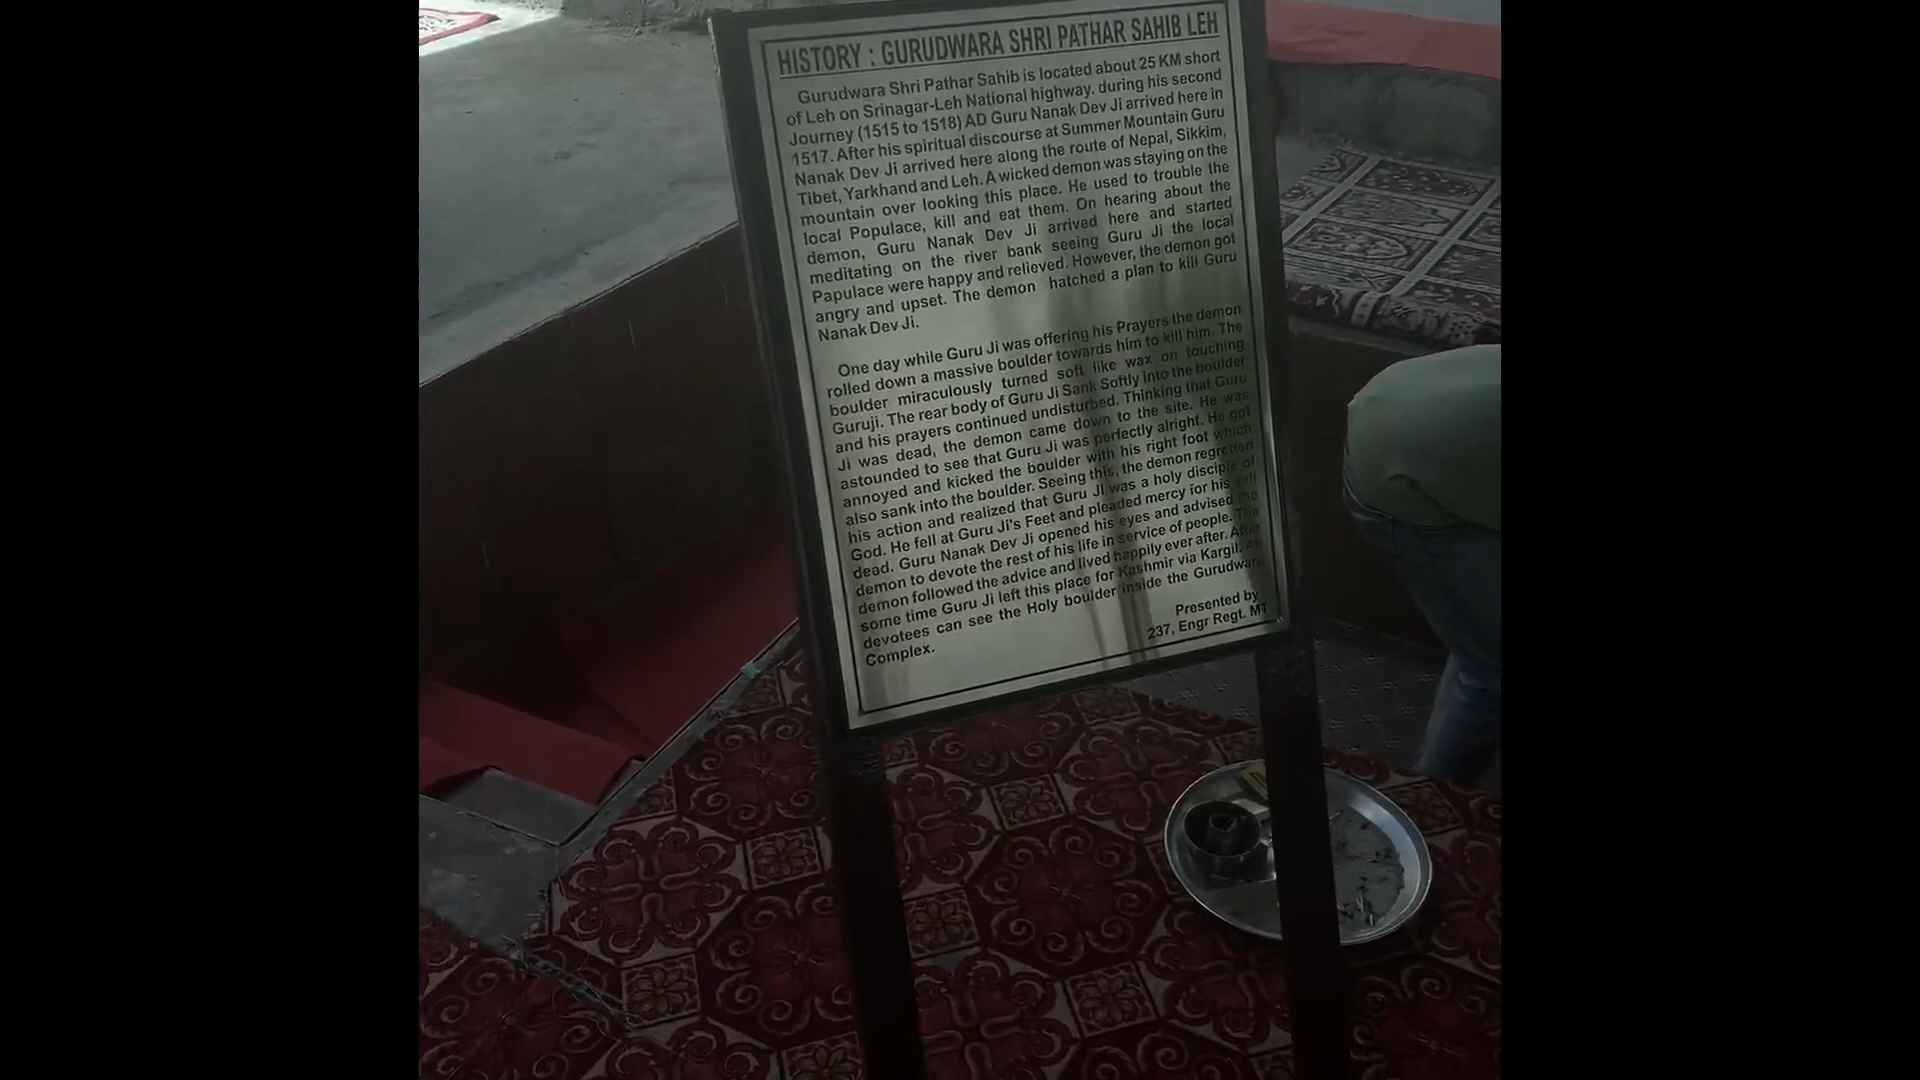 HISTORY : GURUDWARA SHRI PATHAR SAHIB LEH
Gurudwara Shri Pathar Sahib is located about 25 KM short
of Leh on Srinagar-Leh National highway. during his second
Journey (1515 to 1518) AD Guru Nanak Dev Ji arrived here in
1517. After his spiritual discourse at Summer Mountain Guru
Nanak Dev Ji arrived here along the route of Nepal, Sikkim,
Tibet, Yarkhand and Leh. A wicked demon was staying on the
mountain over looking this place. He used to trouble the
local Populace, kill and eat them. On hearing about the
demon, Guru Nanak Dev Ji arrived here and started
meditating on the river bank seeing Guru Ji the local
Papulace were happy and relieved. However, the demon got
angry and upset. The demon hatched a plan to kill Guru
Nanak Dev Ji.
One day while Guru Ji was offering his Prayers the demon
rolled down a massive boulder towards him to kill him. The
boulder miraculously turned soft like wax on touching
Guruji. The rear body of Guru Ji Sank Softly into the boulder
and his prayers continued undisturbed. Thinking that Guru
Ji was dead, the demon came down to the site. He was
astounded to see that Guru Ji was perfectly alright. He got
annoyed and kicked the boulder with his right foot which
also sank into the boulder. Seeing this, the demon regretted
his action and realized that Guru JI was a holy disciple of
God. He fell at Guru Ji's Feet and pleaded mercy for his evil
dead. Guru Nanak Dev Ji opened his eyes and advised the
demon to devote the rest of his life in service of people. The
demon followed the advice and lived happily ever after. After
some time Guru Ji left this place for Kashmir via Kargil. All
devotees can see the Holy boulder inside the Gurudwara
Complex.
Presented by
237, Engr Regt. MT